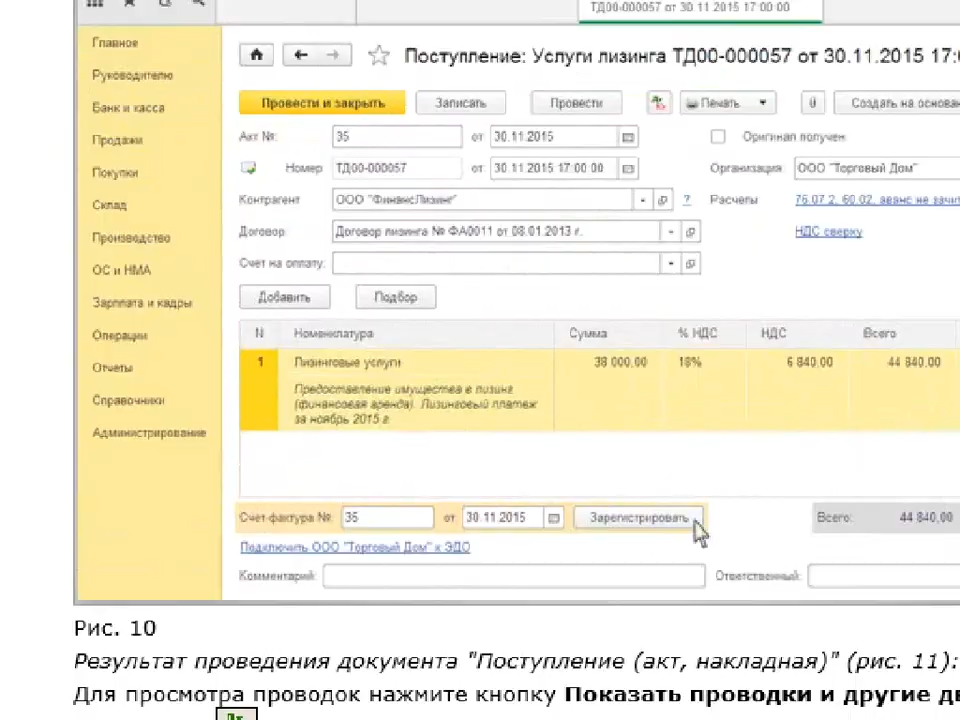 ТД00-000057 от 30 11 2015 17 00 00
Главное
Руководителю
Банк и касса
Продажи
Покупки
Склад
Производство
ОС и НМА
Зарплата и кадры
Операции
Отчеты
Справочники
Администрирование
Поступление: Услуги лизинга ТД00-000057 от 30.11.2015 17:
Провести и закрыть Записать Провести Дт Кт Печать Создать на основа
Акт №: 35 от 30.11.2015 Оригинал получен
Номер ТД00-000057 от: 30 11 2015 17:00 00 Организация ООО "Торговый Дом"
Контрагент ООО "ФинансЛизинг" ? Расчеты 76.07.2, 60.02, аванс не зачи
Договор: Договор лизинга № ФА0011 от 08.01.2013 г. НДС сверху
Счет на оплату:
Добавить Подбор
N Номенклатура Сумма % НДС НДС Всего
1 Лизинговые услуги 38 000,00 18% 6 840,00 44 840,00
Предоставление имущества в лизинг
(финансовая аренда). Лизинговый платеж
за ноябрь 2015 г
Счет-фактура №: 35 от: 30.11.2015 Зарегистрировать Всего: 44 840,00
Подключить ООО "Торговый Дом" к ЭДО
Комментарий: Ответственный:
Рис. 10
Результат проведения документа "Поступление (акт, накладная)" (рис. 11):
Для просмотра проводок нажмите кнопку Показать проводки и другие дв
Дт